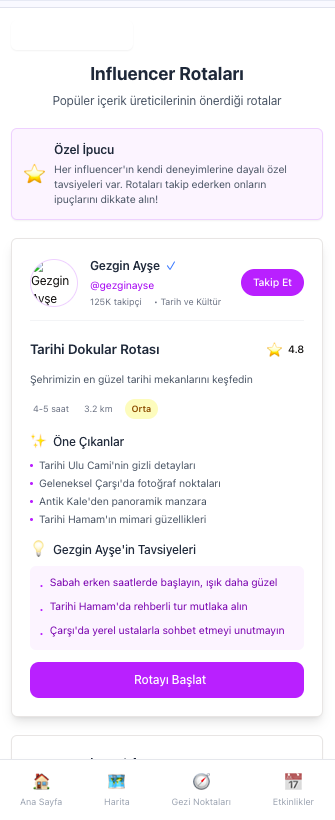 Influencer Rotaları
Popüler içerik üreticilerinin önerdiği rotalar
Özel İpucu
Her influencer'ın kendi deneyimlerine dayalı özel
tavsiyeleri var. Rotaları takip ederken onların
ipuçlarını dikkate alın!
Gezgin Ayşe
Gezgin Ayşe ✓
@gezginayse
125K takipçi • Tarih ve Kültür
Takip Et
Tarihi Dokular Rotası
4.8
Şehrimizin en güzel tarihi mekanlarını keşfedin
4-5 saat 3.2 km Orta
Öne Çıkanlar
• Tarihi Ulu Cami'nin gizli detayları
• Geleneksel Çarşı'da fotoğraf noktaları
• Antik Kale'den panoramik manzara
• Tarihi Hamam'ın mimari güzellikleri
Gezgin Ayşe'in Tavsiyeleri
• Sabah erken saatlerde başlayın, ışık daha güzel
• Tarihi Hamam'da rehberli tur mutlaka alın
• Çarşı'da yerel ustalarla sohbet etmeyi unutmayın
Rotayı Başlat
Ana Sayfa Harita Gezi Noktaları Etkinlikler